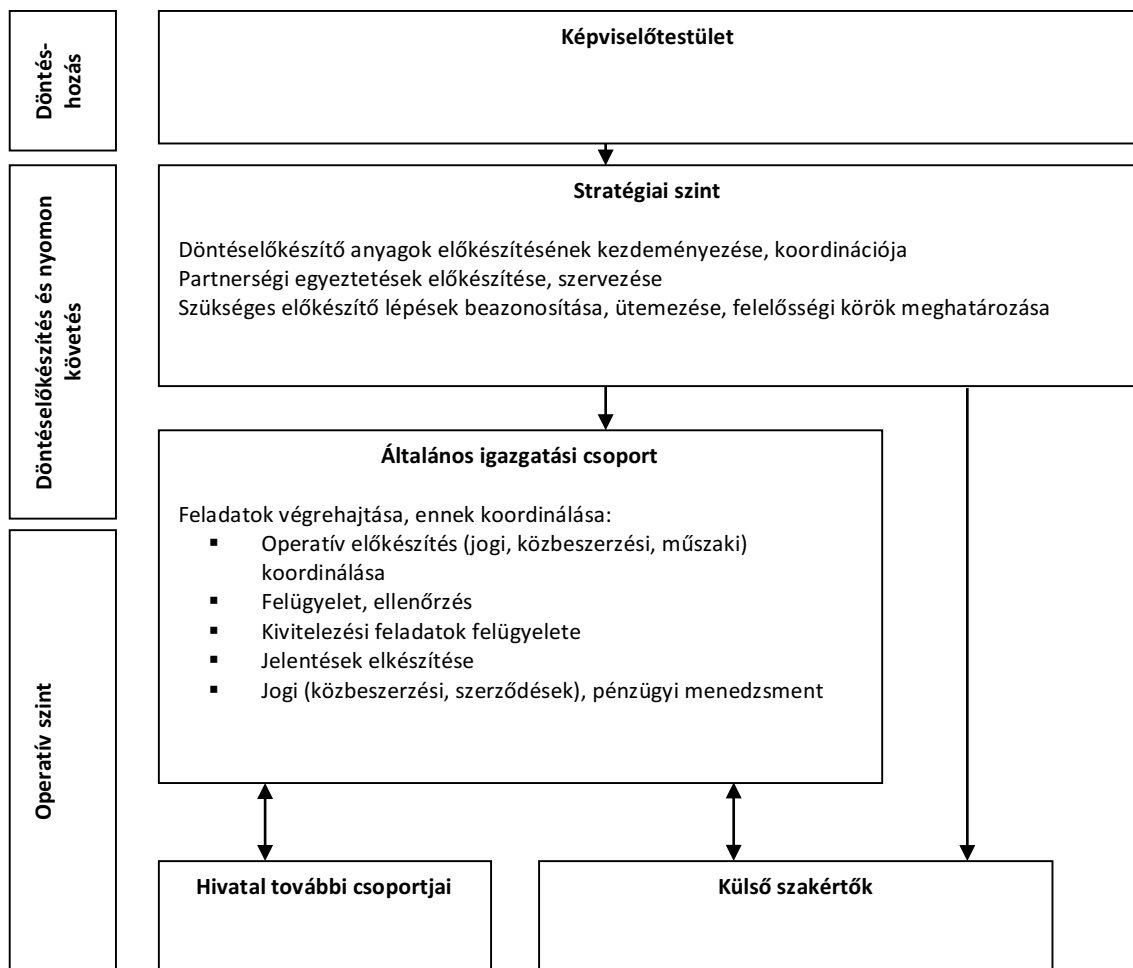 Döntés-
hozás
Képviselőtestület
Döntéselőkészítés és nyomon
követés
Stratégiai szint
Döntéselőkészítő anyagok előkészítésének kezdeményezése, koordinációja
Partnerségi egyeztetések előkészítése, szervezése
Szükséges előkészítő lépések beazonosítása, ütemezése, felelősségi körök meghatározása
Általános igazgatási csoport
Feladatok végrehajtása, ennek koordinálása:
▪ Operatív előkészítés (jogi, közbeszerzési, műszaki)
koordinálása
▪ Felügyelet, ellenőrzés
▪ Kivitelezési feladatok felügyelete
▪ Jelentések elkészítése
▪ Jogi (közbeszerzési, szerződések), pénzügyi menedzsment
Operatív szint
Hivatal további csoportjai
Külső szakértők